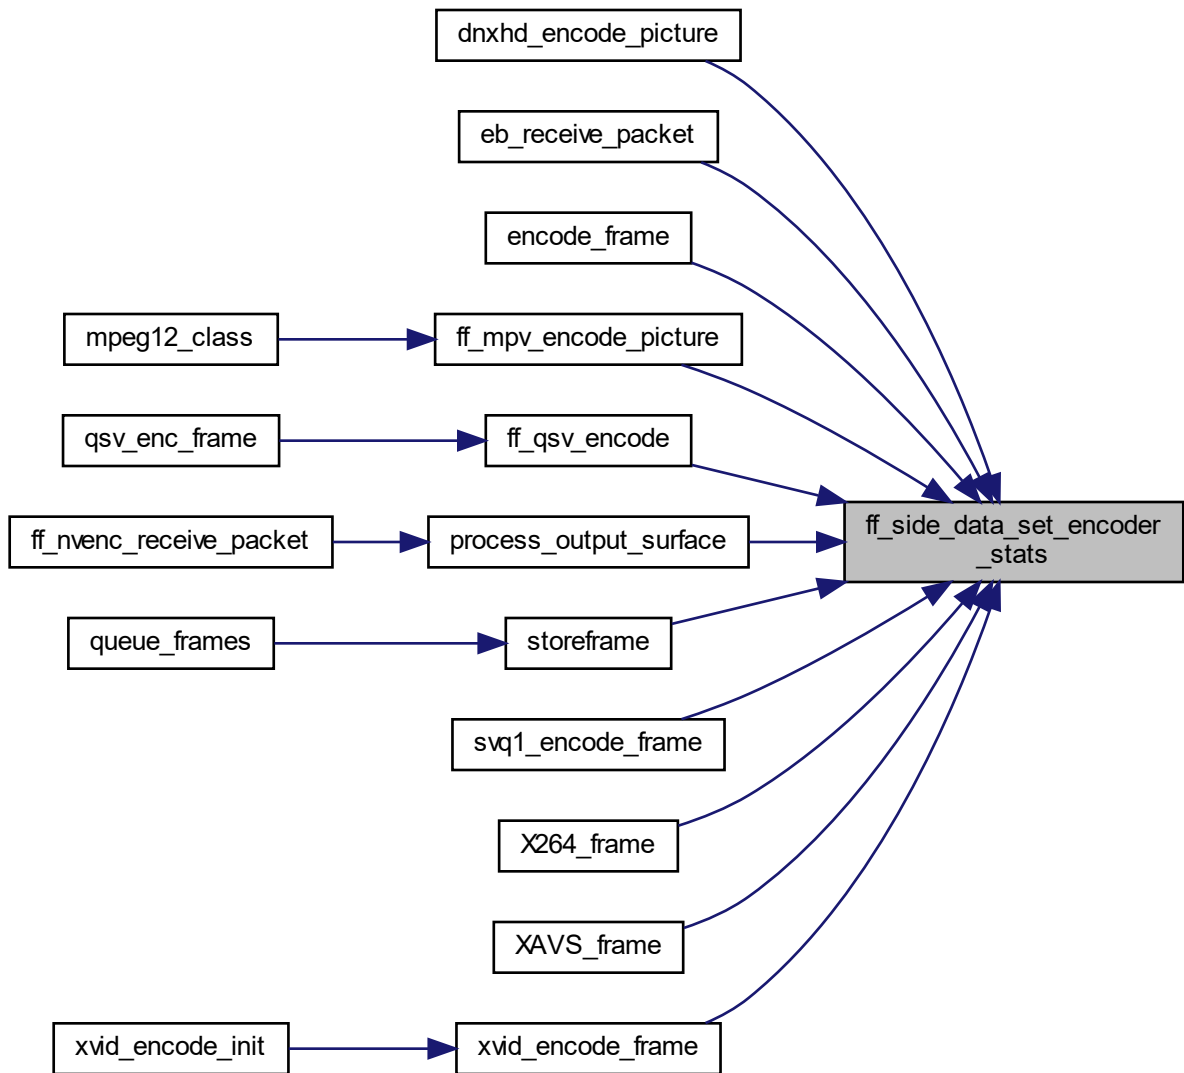 dnxhd_encode_picture
eb_receive_packet
encode_frame
mpeg12_class
ff_mpv_encode_picture
qsv_enc_frame
ff_qsv_encode
ff_side_data_set_encoder
_stats
ff_nvenc_receive_packet
process_output_surface
queue_frames
storeframe
svq1_encode_frame
X264_frame
XAVS_frame
xvid_encode_init
xvid_encode_frame